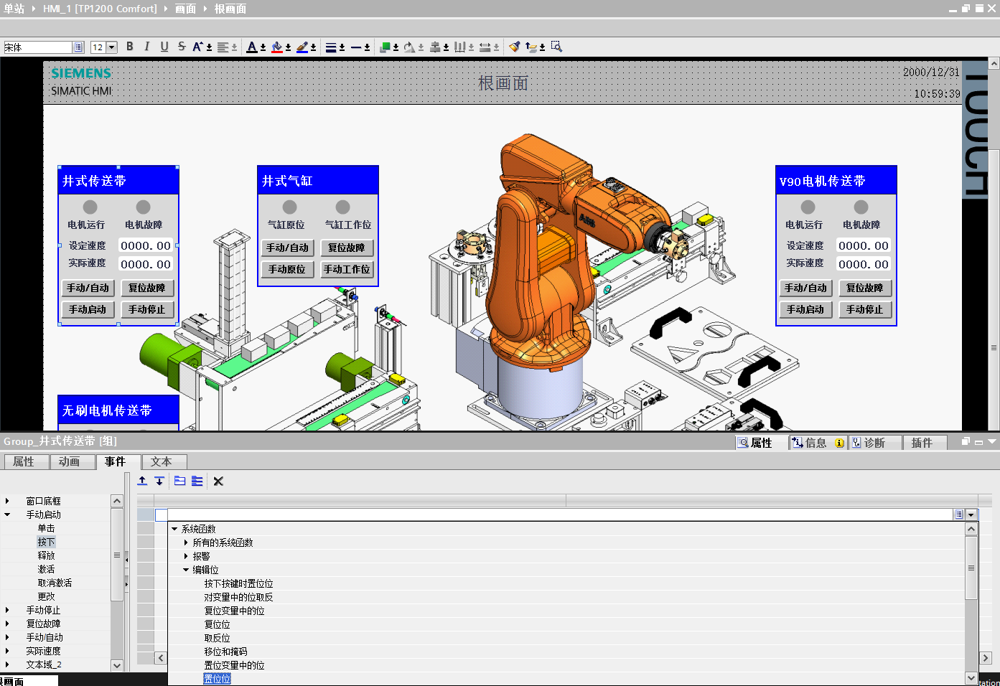 单站 HMI_1 [TP1200 Comfort] 画面 根画面
宋体 12 B I U S A A
SIEMENS
SIMATIC HMI
根画面
2000/12/31
10:59:39
TOUCH
井式传送带
电机运行 电机故障
设定速度 0000.00
实际速度 0000.00
手动/自动 复位故障
手动启动 手动停止
井式气缸
气缸原位 气缸工作位
手动/自动 复位故障
手动原位 手动工作位
V90电机传送带
电机运行 电机故障
设定速度 0000.00
实际速度 0000.00
手动/自动 复位故障
手动启动 手动停止
ABB
无刷电机传送带
Group_井式传送带 [组]
属性 信息 诊断 插件
属性 动画 事件 文本
窗口底框
手动启动
单击
按下
释放
激活
取消激活
更改
手动停止
复位故障
手动/自动
实际速度
文本域_2
系统函数
所有的系统函数
报警
编辑位
按下按键时置位位
对变量中的位取反
复位变量中的位
复位位
取反位
移位和掩码
置位变量中的位
置位位
根画面
tation